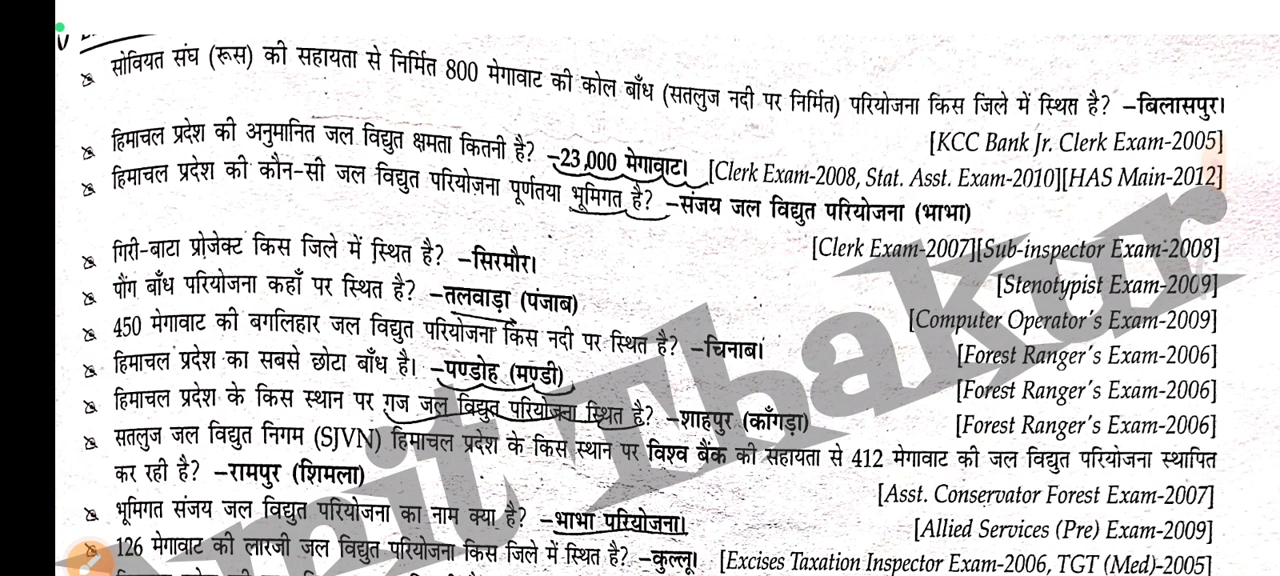 सोवियत संघ (रूस) की सहायता से निर्मित 800 मेगावाट की कोल बाँध (सतलुज नदी पर निर्मित) परियोजना किस जिले में स्थित है? –बिलासपुर।
[KCC Bank Jr. Clerk Exam-2005]
हिमाचल प्रदेश की अनुमानित जल विद्युत क्षमता कितनी है? –23,000 मेगावाट। [Clerk Exam-2008, Stat. Asst. Exam-2010][HAS Main-2012]
हिमाचल प्रदेश की कौन-सी जल विद्युत परियोजना पूर्णतया भूमिगत है? –संजय जल विद्युत परियोजना (भाभा)
[Clerk Exam-2007][Sub-inspector Exam-2008]
गिरी-बाटा प्रोजेक्ट किस जिले में स्थित है? –सिरमौर।
[Stenotypist Exam-2009]
पौंग बाँध परियोजना कहाँ पर स्थित है? –तलवाड़ा (पंजाब)
[Computer Operator's Exam-2009]
450 मेगावाट की बगलिहार जल विद्युत परियोजना किस नदी पर स्थित है? –चिनाब।
[Forest Ranger's Exam-2006]
हिमाचल प्रदेश का सबसे छोटा बाँध है। –पण्डोह (मण्डी)
[Forest Ranger's Exam-2006]
हिमाचल प्रदेश के किस स्थान पर गज जल विद्युत परियोजना स्थित है? –शाहपुर (काँगड़ा)
[Forest Ranger's Exam-2006]
सतलुज जल विद्युत निगम (SJVN) हिमाचल प्रदेश के किस स्थान पर विश्व बैंक की सहायता से 412 मेगावाट की जल विद्युत परियोजना स्थापित
कर रही है? –रामपुर (शिमला)
[Asst. Conservator Forest Exam-2007]
भूमिगत संजय जल विद्युत परियोजना का नाम क्या है? –भाभा परियोजना।
[Allied Services (Pre) Exam-2009]
126 मेगावाट की लारजी जल विद्युत परियोजना किस जिले में स्थित है? –कुल्लू। [Excises Taxation Inspector Exam-2006, TGT (Med)-2005]
Amit Thakur